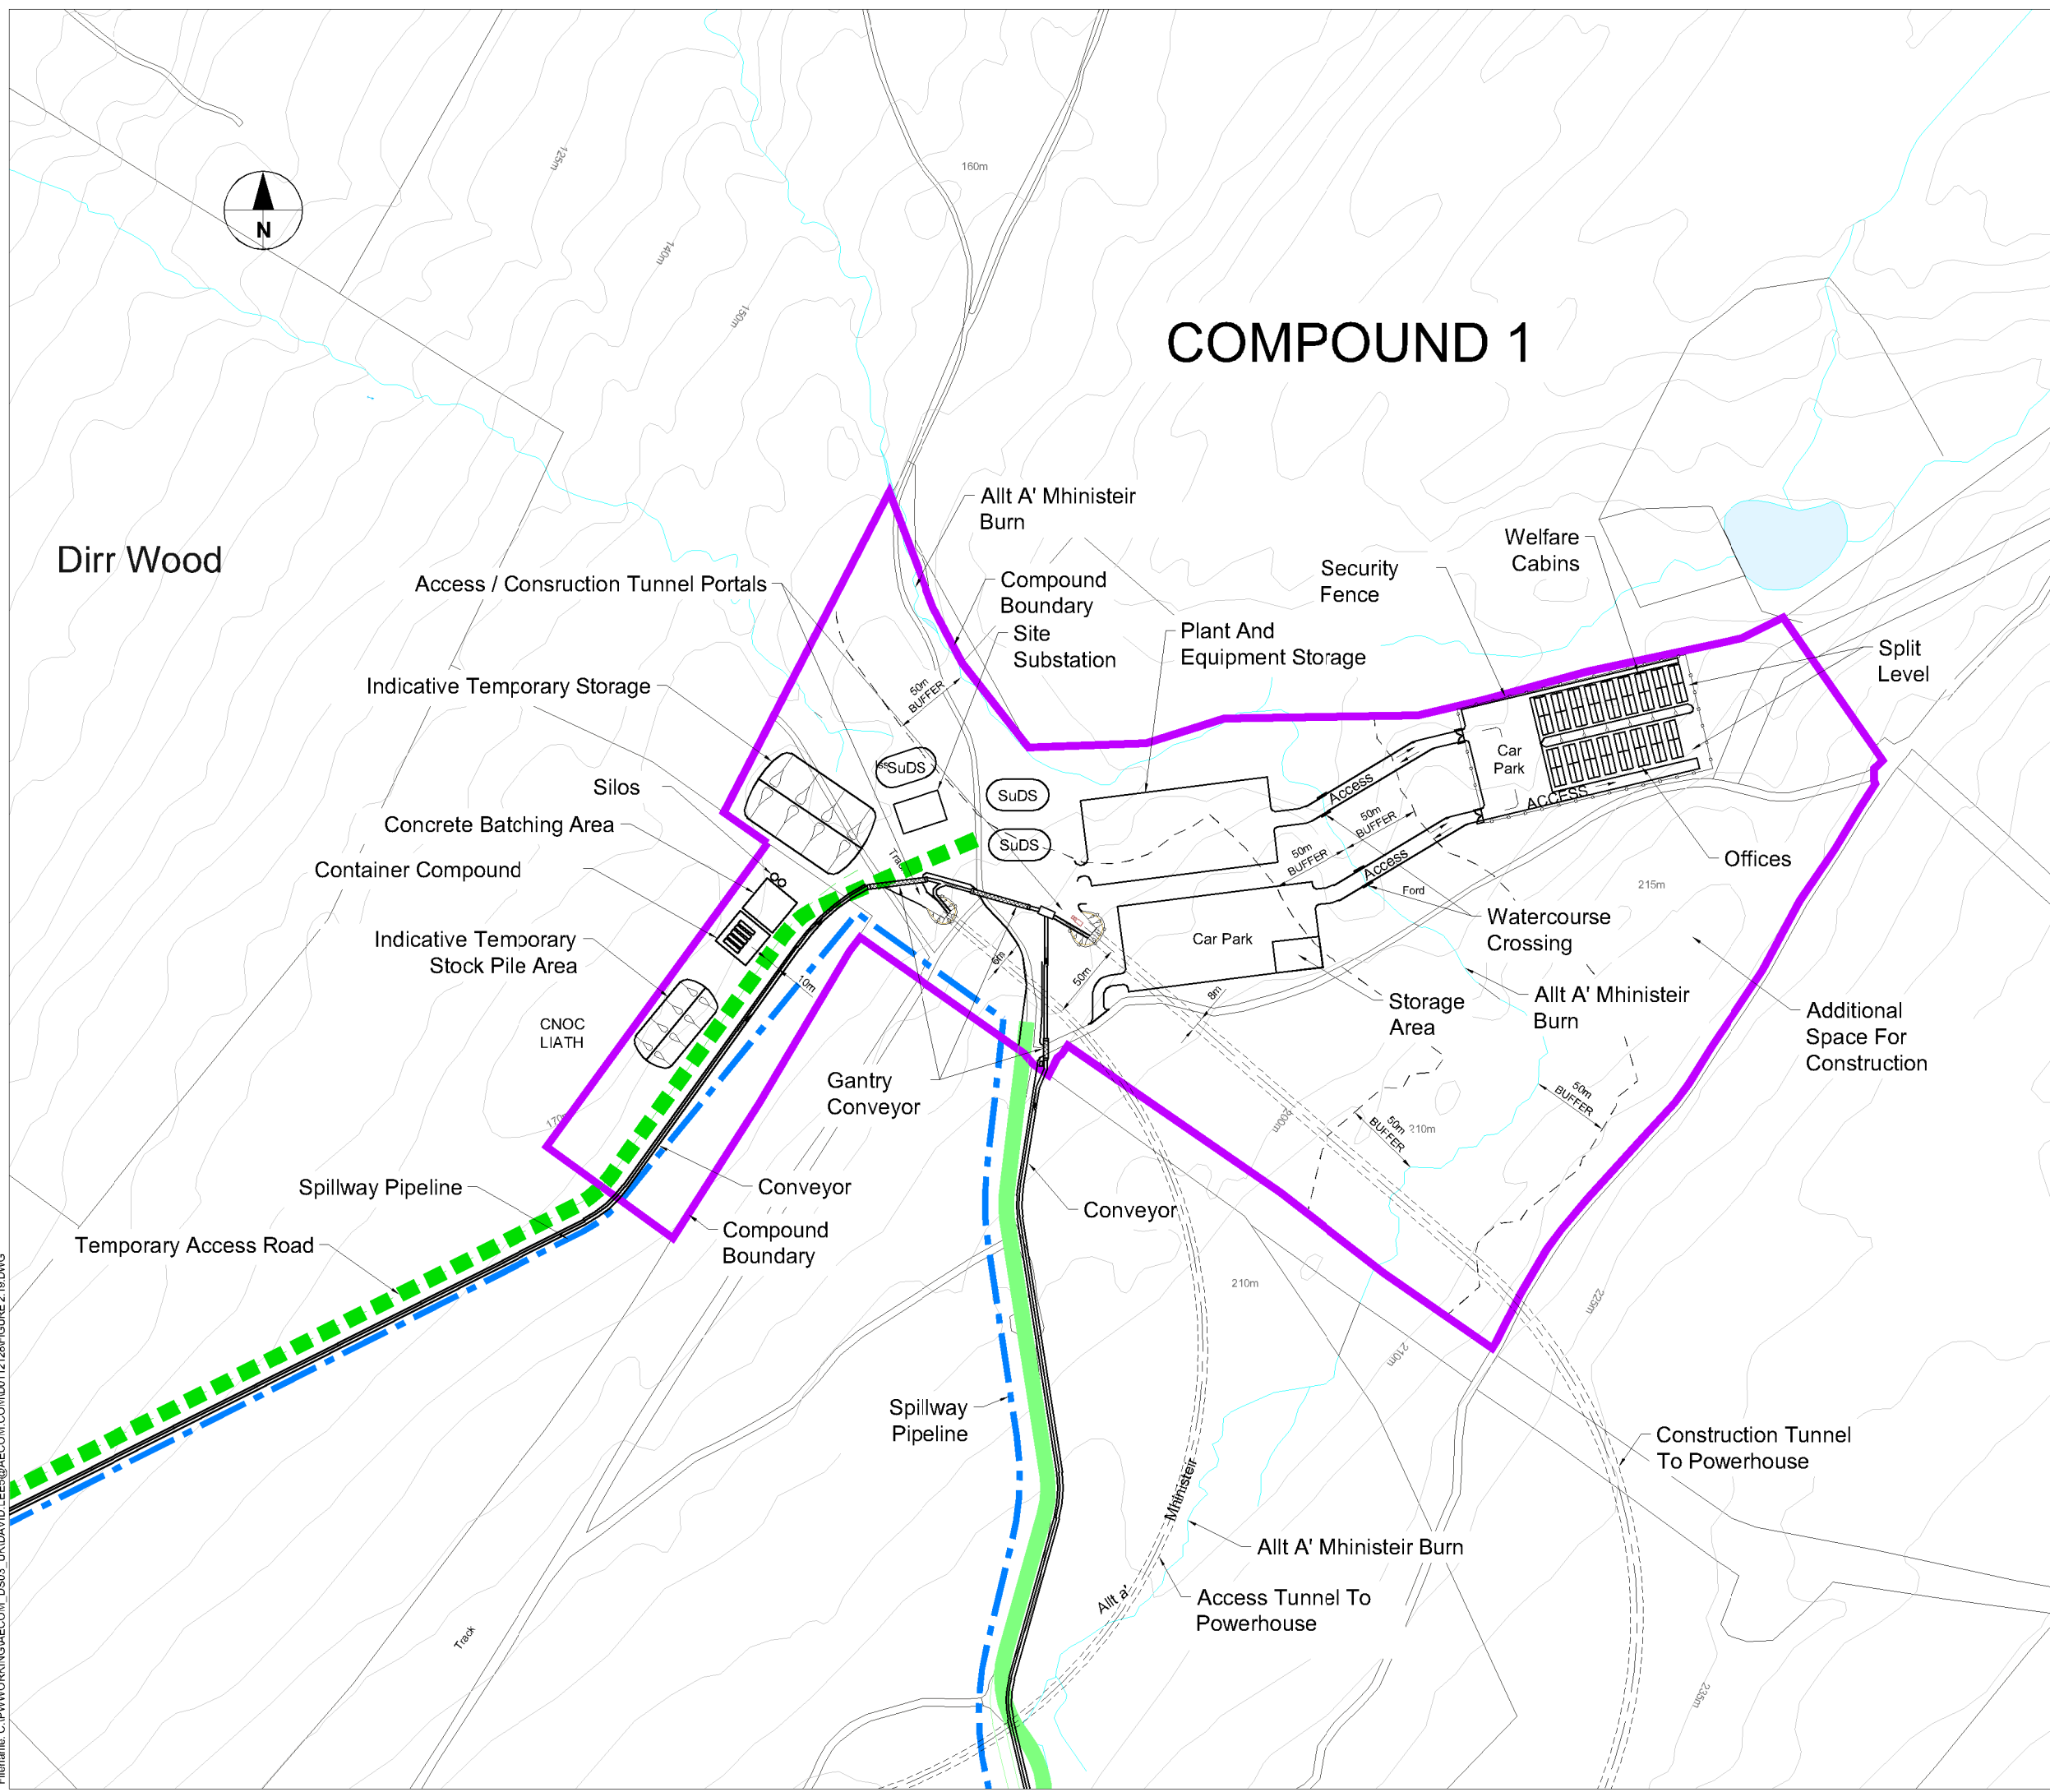 125m
160m
N
140m
150m
COMPOUND 1
Dirr Wood
Allt A' Mhinisteir
Burn
Access / Consruction Tunnel Portals
Compound
Boundary
Site
Substation
Welfare
Cabins
Security
Fence
Plant And
Equipment Storage
Split
Level
Indicative Temporary Storage
50m
BUFFER
Silos
SuDS
SuDS
SuDS
Car
Park
Access
ACCESS
50m
BUFFER
Concrete Batching Area
Container Compound
50m
BUFFER
Access
Ford
Offices
215m
Watercourse
Crossing
Indicative Temporary
Stock Pile Area
Car Park
6m
50m
10m
8m
Storage
Area
Allt A' Mhinisteir
Burn
Additional
Space For
Construction
CNOC
LIATH
Gantry
Conveyor
50m
BUFFER
50m
BUFFER
200m
210m
Spillway Pipeline
Conveyor
Conveyor
Compound
Boundary
Temporary Access Road
210m
225m
210m
Spillway
Pipeline
Construction Tunnel
To Powerhouse
Mhinisteir
Allt A' Mhinisteir Burn
Allt a'
Access Tunnel To
Powerhouse
Track
235m